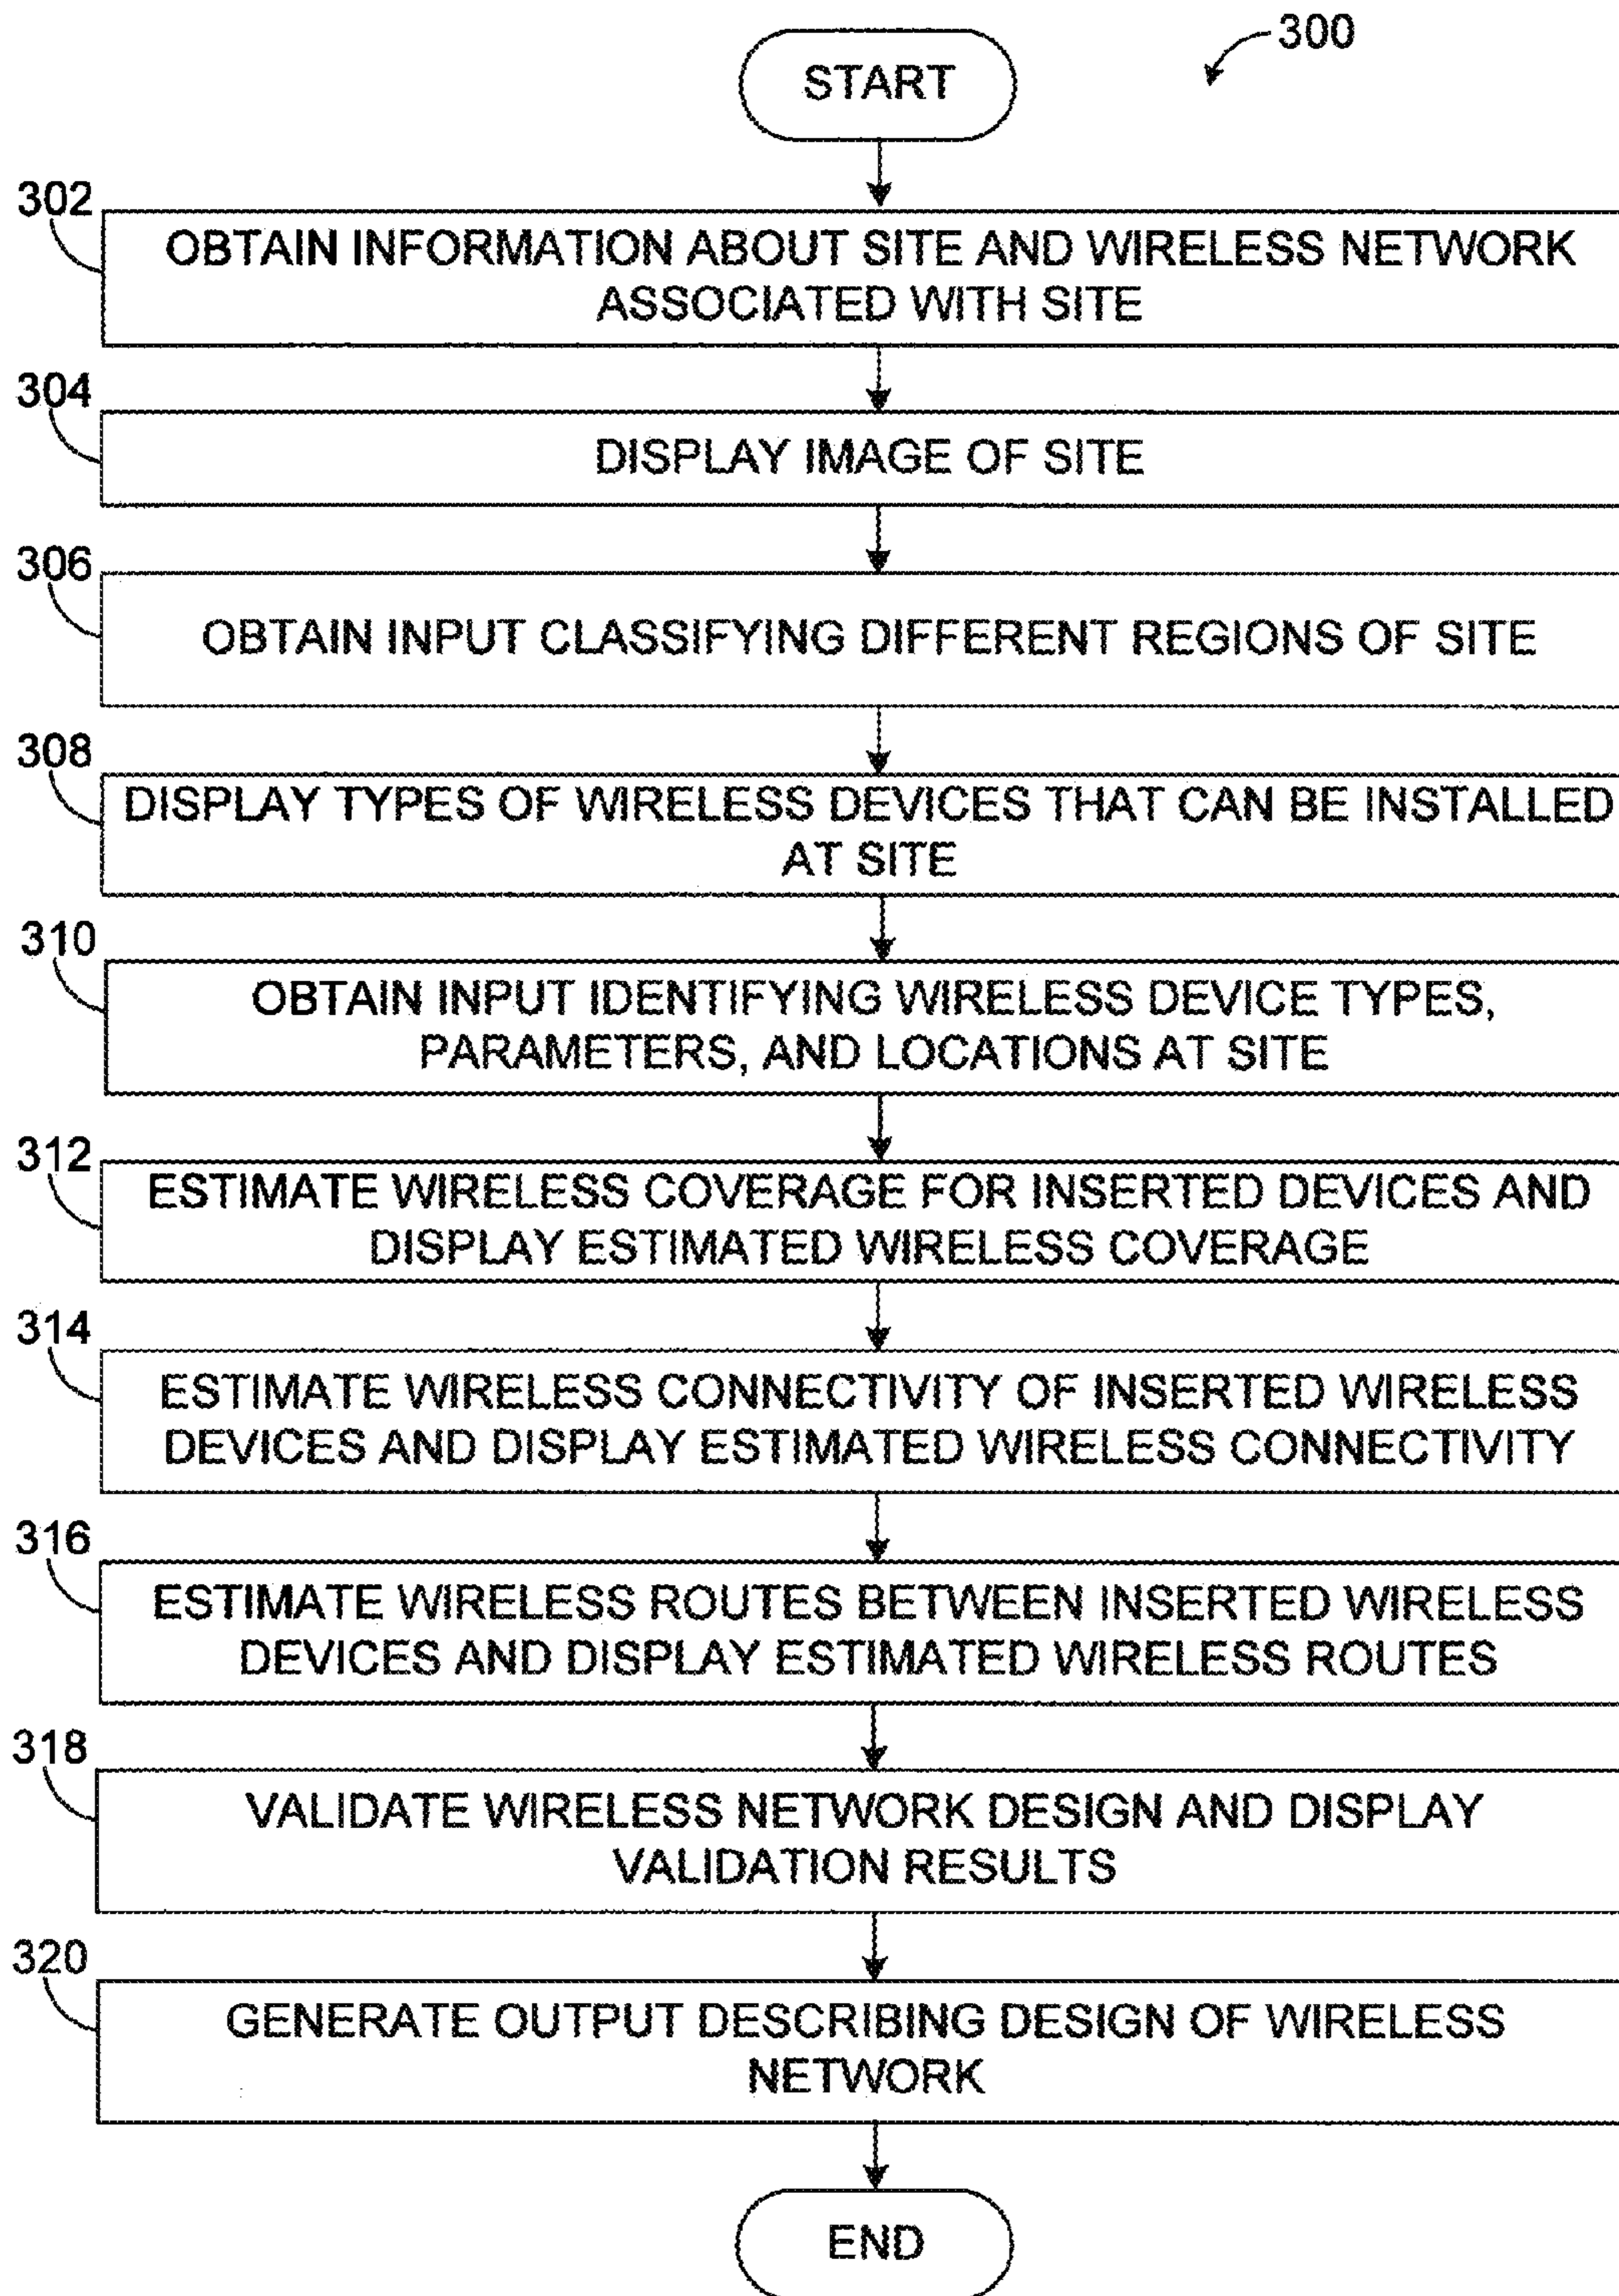 300
START
302
OBTAIN INFORMATION ABOUT SITE AND WIRELESS NETWORK
ASSOCIATED WITH SITE
304
DISPLAY IMAGE OF SITE
306
OBTAIN INPUT CLASSIFYING DIFFERENT REGIONS OF SITE
308
DISPLAY TYPES OF WIRELESS DEVICES THAT CAN BE INSTALLED
AT SITE
310
OBTAIN INPUT IDENTIFYING WIRELESS DEVICE TYPES,
PARAMETERS, AND LOCATIONS AT SITE
312
ESTIMATE WIRELESS COVERAGE FOR INSERTED DEVICES AND
DISPLAY ESTIMATED WIRELESS COVERAGE
314
ESTIMATE WIRELESS CONNECTIVITY OF INSERTED WIRELESS
DEVICES AND DISPLAY ESTIMATED WIRELESS CONNECTIVITY
316
ESTIMATE WIRELESS ROUTES BETWEEN INSERTED WIRELESS
DEVICES AND DISPLAY ESTIMATED WIRELESS ROUTES
318
VALIDATE WIRELESS NETWORK DESIGN AND DISPLAY
VALIDATION RESULTS
320
GENERATE OUTPUT DESCRIBING DESIGN OF WIRELESS
NETWORK
END